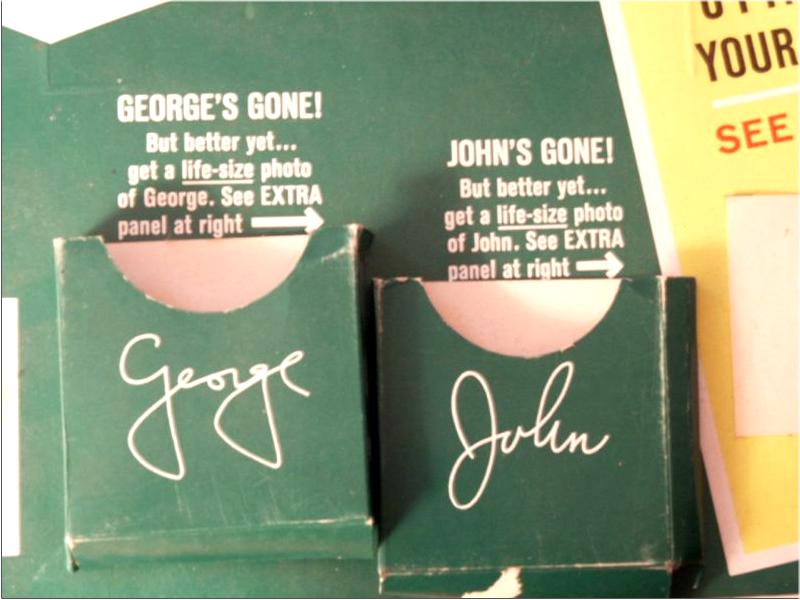 GEORGE'S GONE!
But better yet...
get a life-size photo
of George. See EXTRA
panel at right
JOHN'S GONE!
But better yet...
get a life-size photo
of John. See EXTRA
panel at right
George
John
YOUR
SEE